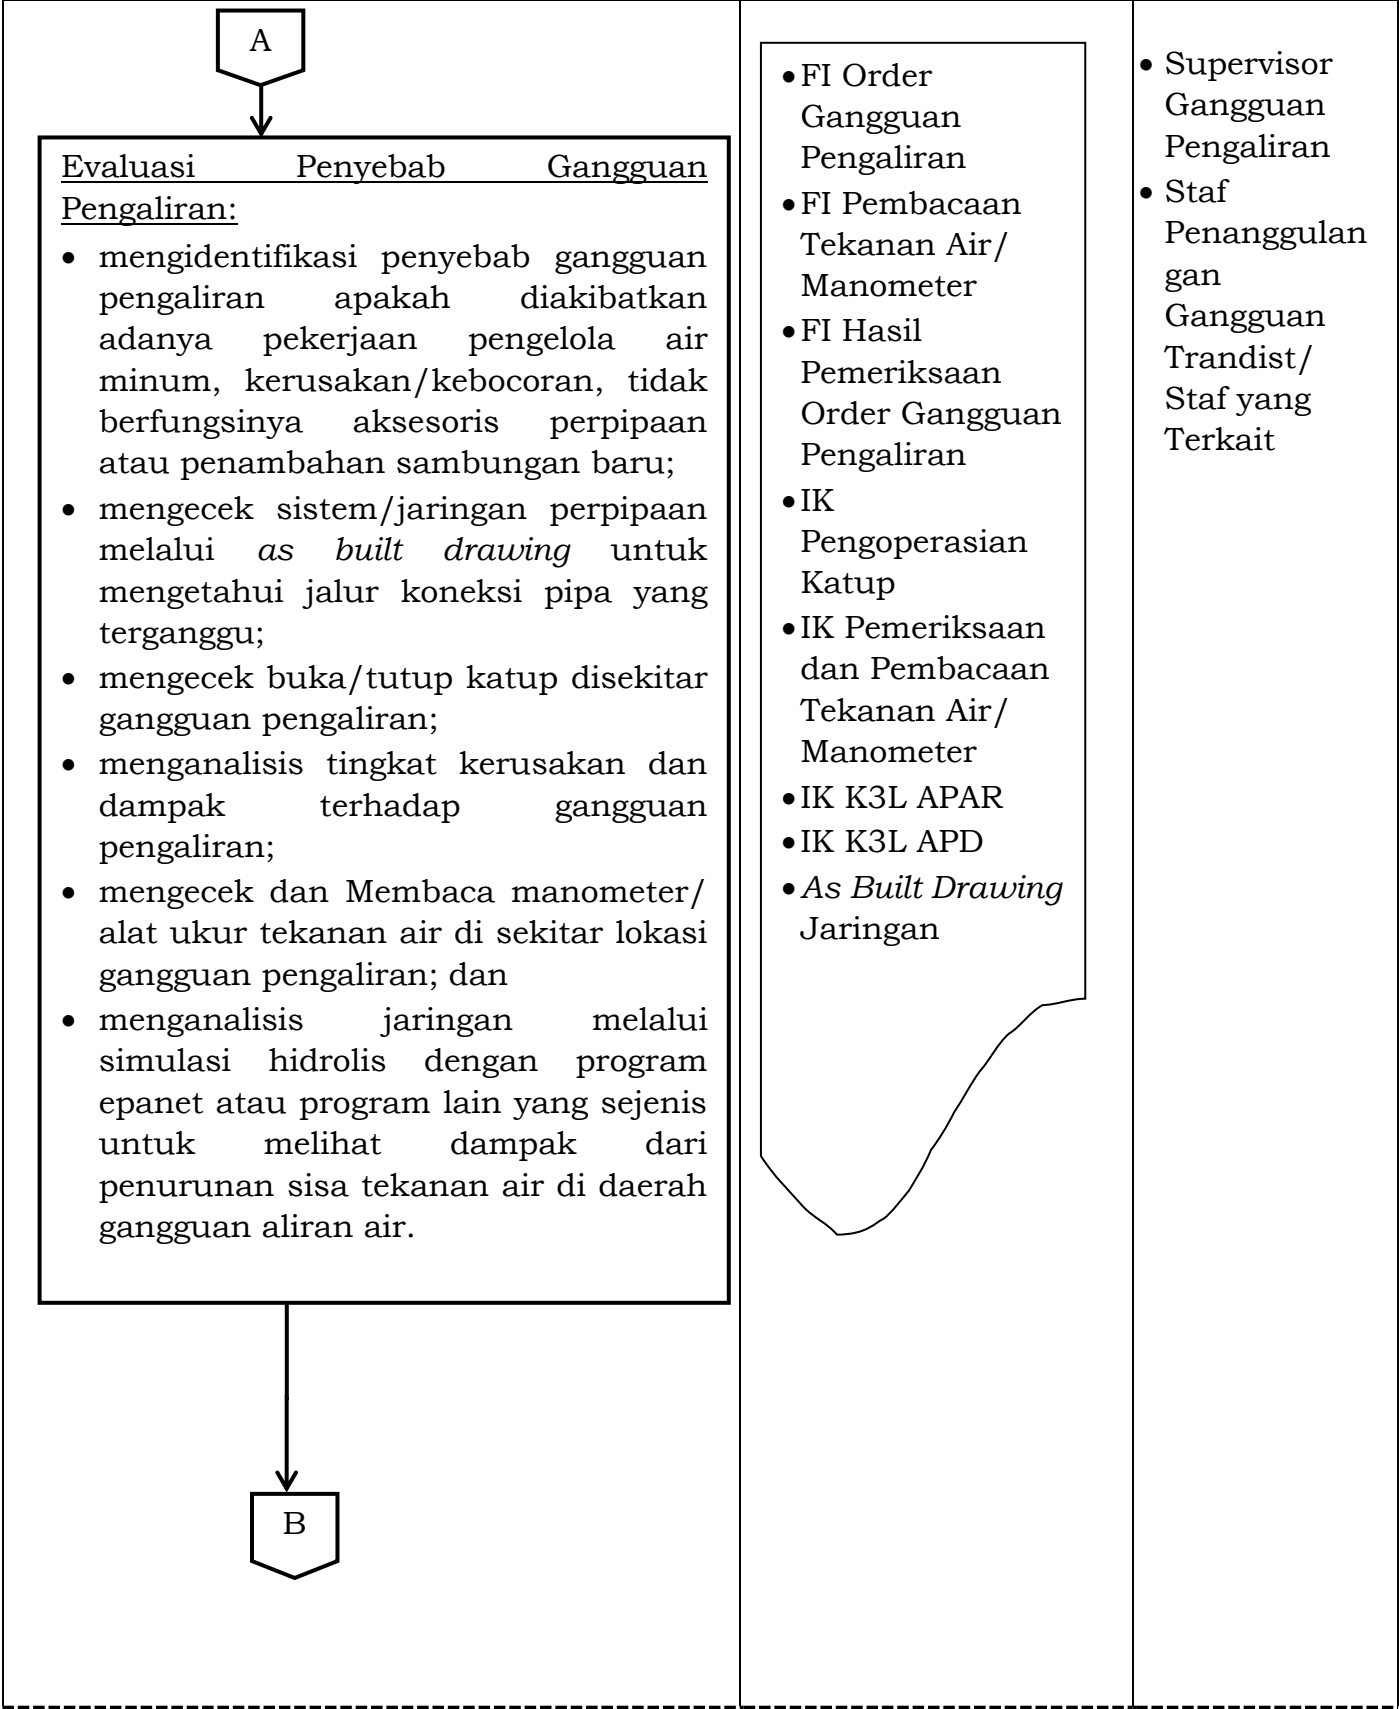 A
Evaluasi Penyebab Gangguan
Pengaliran:
• mengidentifikasi penyebab gangguan
pengaliran apakah diakibatkan
adanya pekerjaan pengelola air
minum, kerusakan/kebocoran, tidak
berfungsinya aksesoris perpipaan
atau penambahan sambungan baru;
• mengecek sistem/jaringan perpipaan
melalui as built drawing untuk
mengetahui jalur koneksi pipa yang
terganggu;
• mengecek buka/tutup katup disekitar
gangguan pengaliran;
• menganalisis tingkat kerusakan dan
dampak terhadap gangguan
pengaliran;
• mengecek dan Membaca manometer/
alat ukur tekanan air di sekitar lokasi
gangguan pengaliran; dan
• menganalisis jaringan melalui
simulasi hidrolis dengan program
epanet atau program lain yang sejenis
untuk melihat dampak dari
penurunan sisa tekanan air di daerah
gangguan aliran air.
B
• FI Order
Gangguan
Pengaliran
• FI Pembacaan
Tekanan Air/
Manometer
• FI Hasil
Pemeriksaan
Order Gangguan
Pengaliran
• IK
Pengoperasian
Katup
• IK Pemeriksaan
dan Pembacaan
Tekanan Air/
Manometer
• IK K3L APAR
• IK K3L APD
• As Built Drawing
Jaringan
• Supervisor
Gangguan
Pengaliran
• Staf
Penanggulan
gan
Gangguan
Trandist/
Staf yang
Terkait